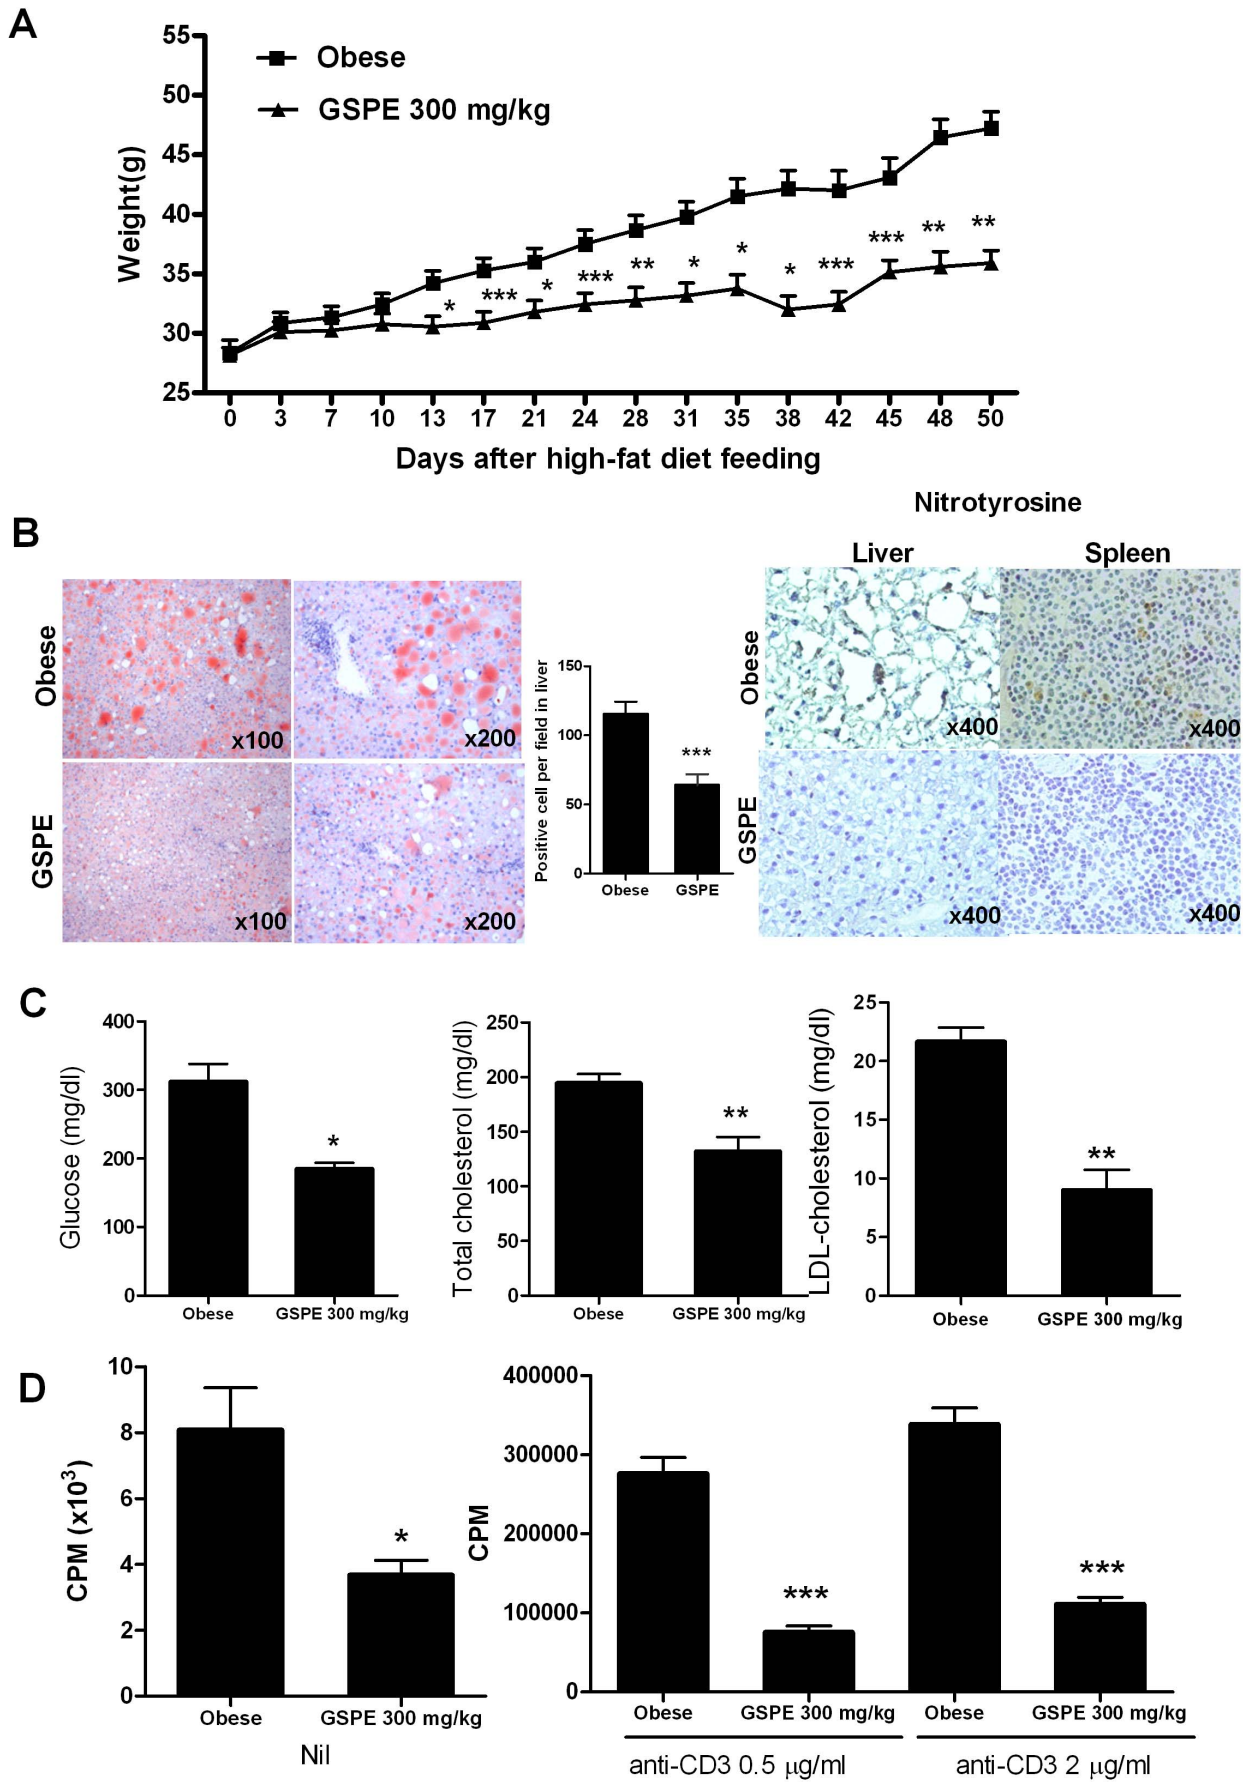 A
55
50
45
40
35
30
25
Weight(g)
Obese
GSPE 300 mg/kg
* *** * *** ** * * * *** *** ** **
0 3 7 10 13 17 21 24 28 31 35 38 42 45 48 50
Days after high-fat diet feeding
B
Nitrotyrosine
Liver Spleen
Obese
x100
x200
GSPE
x100
x200
Positive cell per field in liver
150
100
50
0
***
Obese GSPE
Obese
x400
x400
GSPE
x400
x400
C
Glucose (mg/dl)
400
300
200
100
0
*
Obese GSPE 300 mg/kg
Total cholesterol (mg/dl)
250
200
150
100
50
0
**
Obese GSPE 300 mg/kg
LDL-cholesterol (mg/dl)
25
20
15
10
5
0
**
Obese GSPE 300 mg/kg
D
CPM (x10³)
10
8
6
4
2
0
*
Obese GSPE 300 mg/kg
Nil
CPM
400000
300000
200000
100000
0
***
***
Obese GSPE 300 mg/kg Obese GSPE 300 mg/kg
anti-CD3 0.5 μg/ml anti-CD3 2 μg/ml